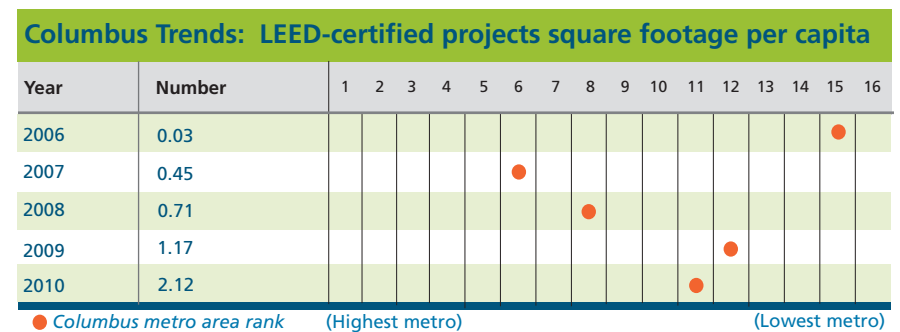 Columbus Trends:  LEED-certified projects square footage per capita
Year Number 1 2 3 4 5 6 7 8 9 10 11 12 13 14 15 16
2006 0.03
2007 0.45
2008 0.71
2009 1.17
2010 2.12
Columbus metro area rank (Highest metro) (Lowest metro)